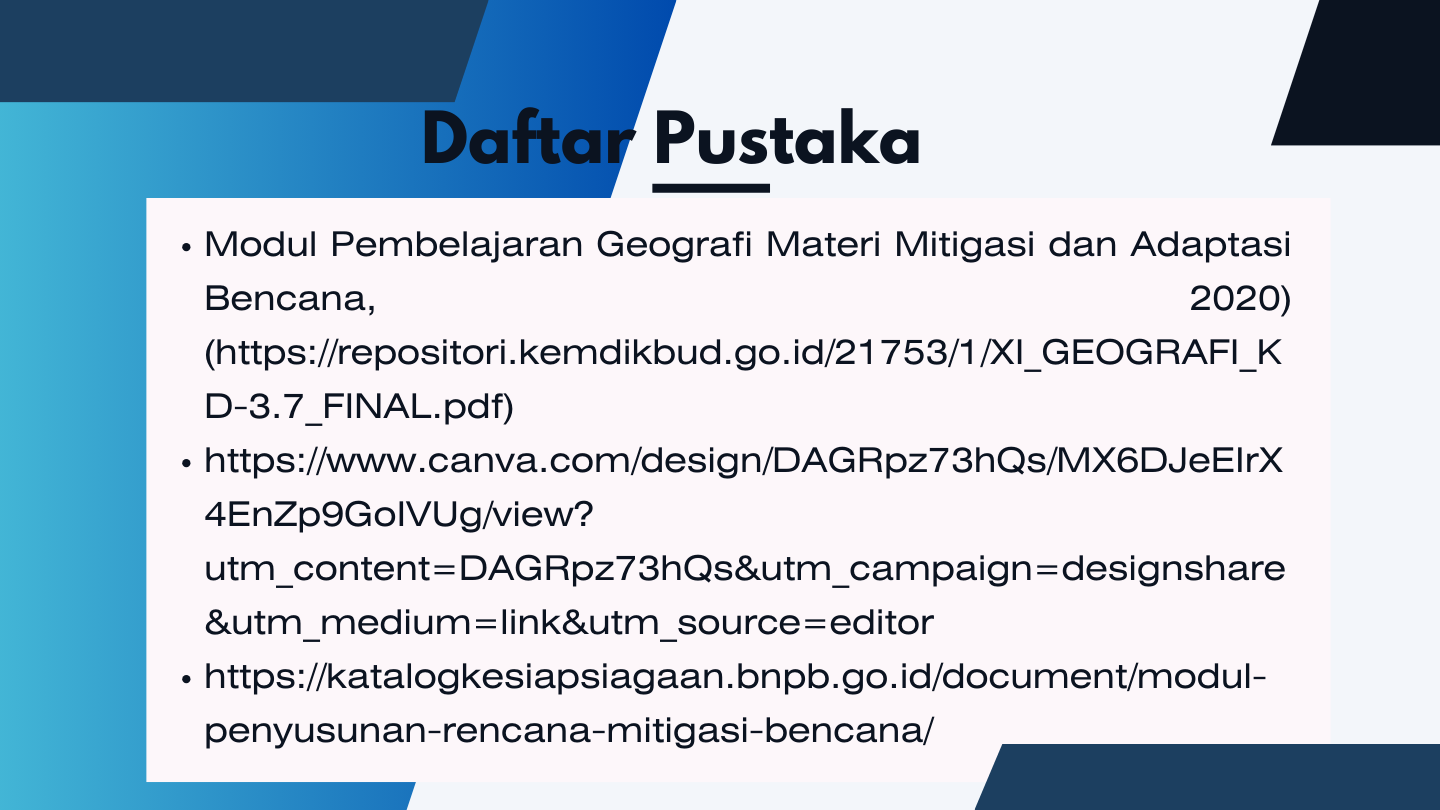 Daftar Pustaka
• Modul Pembelajaran Geografi Materi Mitigasi dan Adaptasi
Bencana, 2020)
(https://repositori.kemdikbud.go.id/21753/1/XI_GEOGRAFI_K
D-3.7_FINAL.pdf)
• https://www.canva.com/design/DAGRpz73hQs/MX6DJeEIrX
4EnZp9GoIVUg/view?
utm_content=DAGRpz73hQs&utm_campaign=designshare
&utm_medium=link&utm_source=editor
• https://katalogkesiapsiagaan.bnpb.go.id/document/modul-
penyusunan-rencana-mitigasi-bencana/